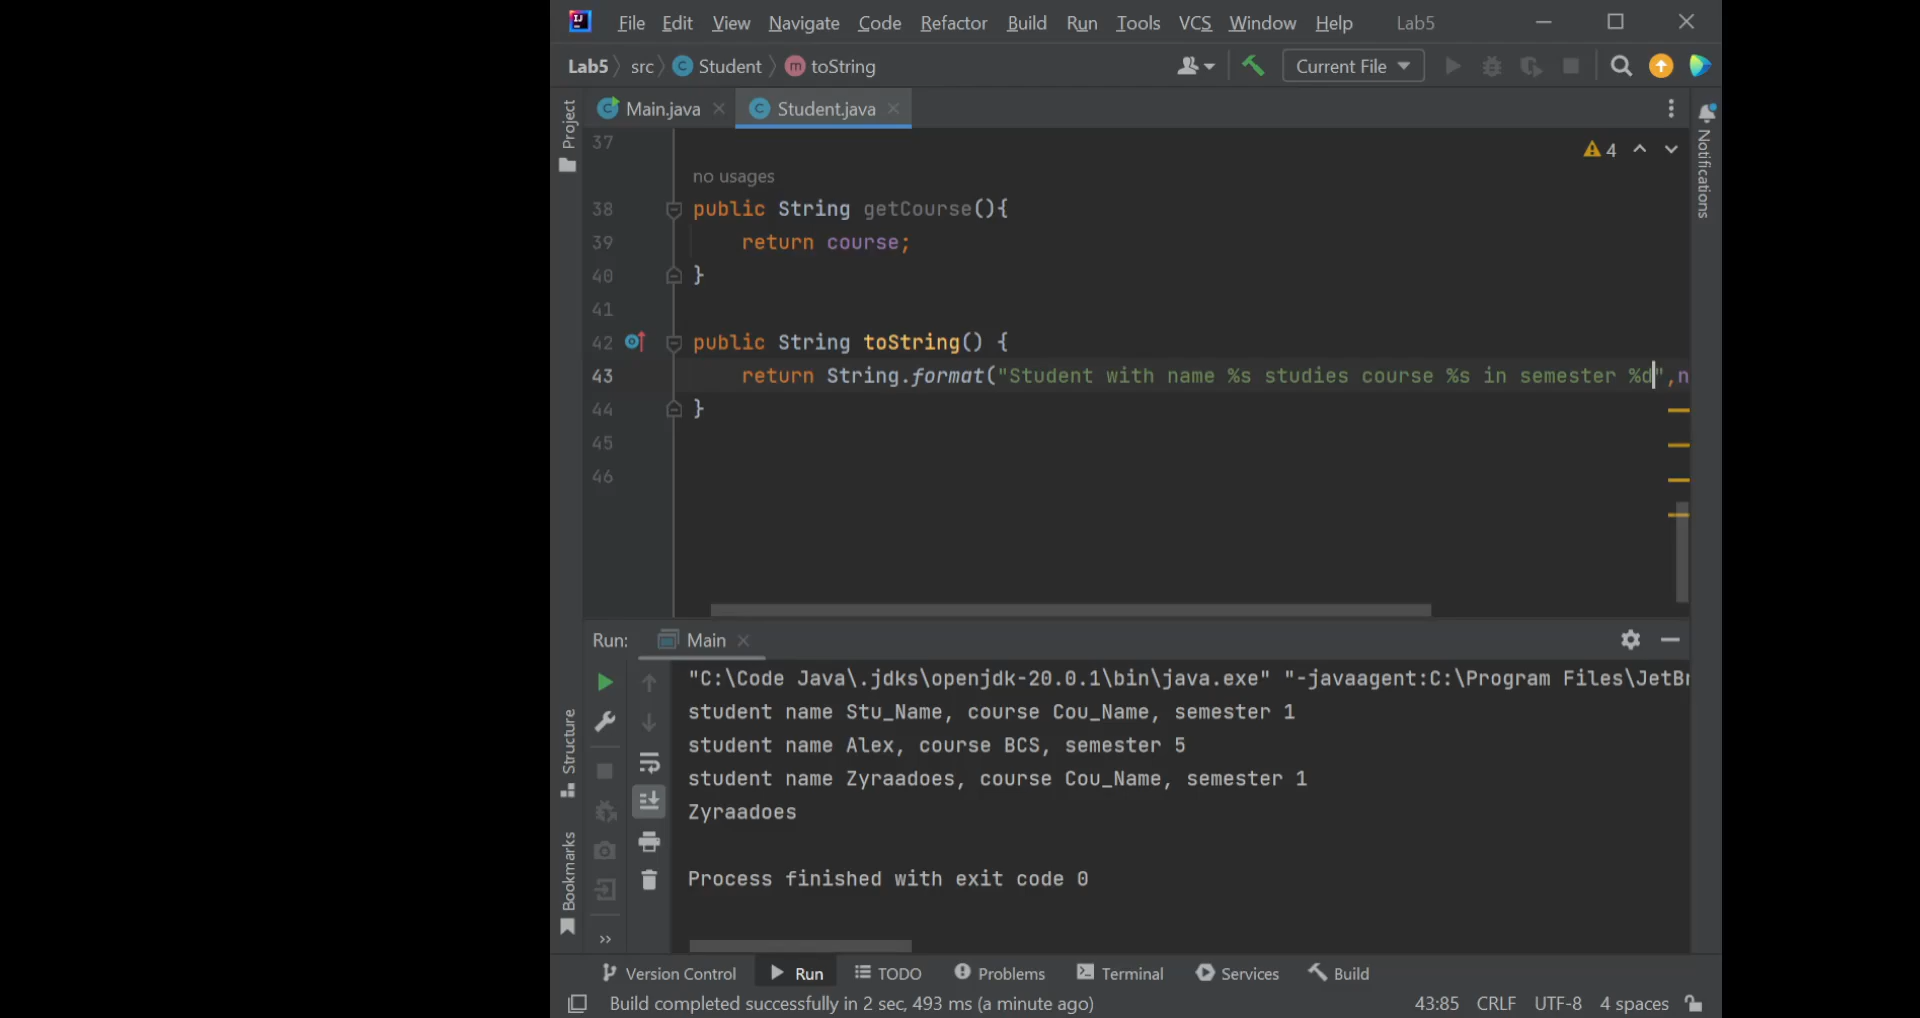 File Edit View Navigate Code Refactor Build Run Tools VCS Window Help Lab5
Lab5 src Student toString Current File
Main.java Student.java
Project
Notifications
4
37
no usages
38 public String getCourse(){
39 return course;
40 }
41
42 public String toString() {
43 return String.format("Student with name %s studies course %s in semester %d",n
44 }
45
46
Run: Main
"C:\Code Java\.jdks\openjdk-20.0.1\bin\java.exe" "-javaagent:C:\Program Files\JetBr
student name Stu_Name, course Cou_Name, semester 1
student name Alex, course BCS, semester 5
student name Zyraadoes, course Cou_Name, semester 1
Zyraadoes
Process finished with exit code 0
Structure
Bookmarks
Version Control Run TODO Problems Terminal Services Build
Build completed successfully in 2 sec, 493 ms (a minute ago) 43:85 CRLF UTF-8 4 spaces